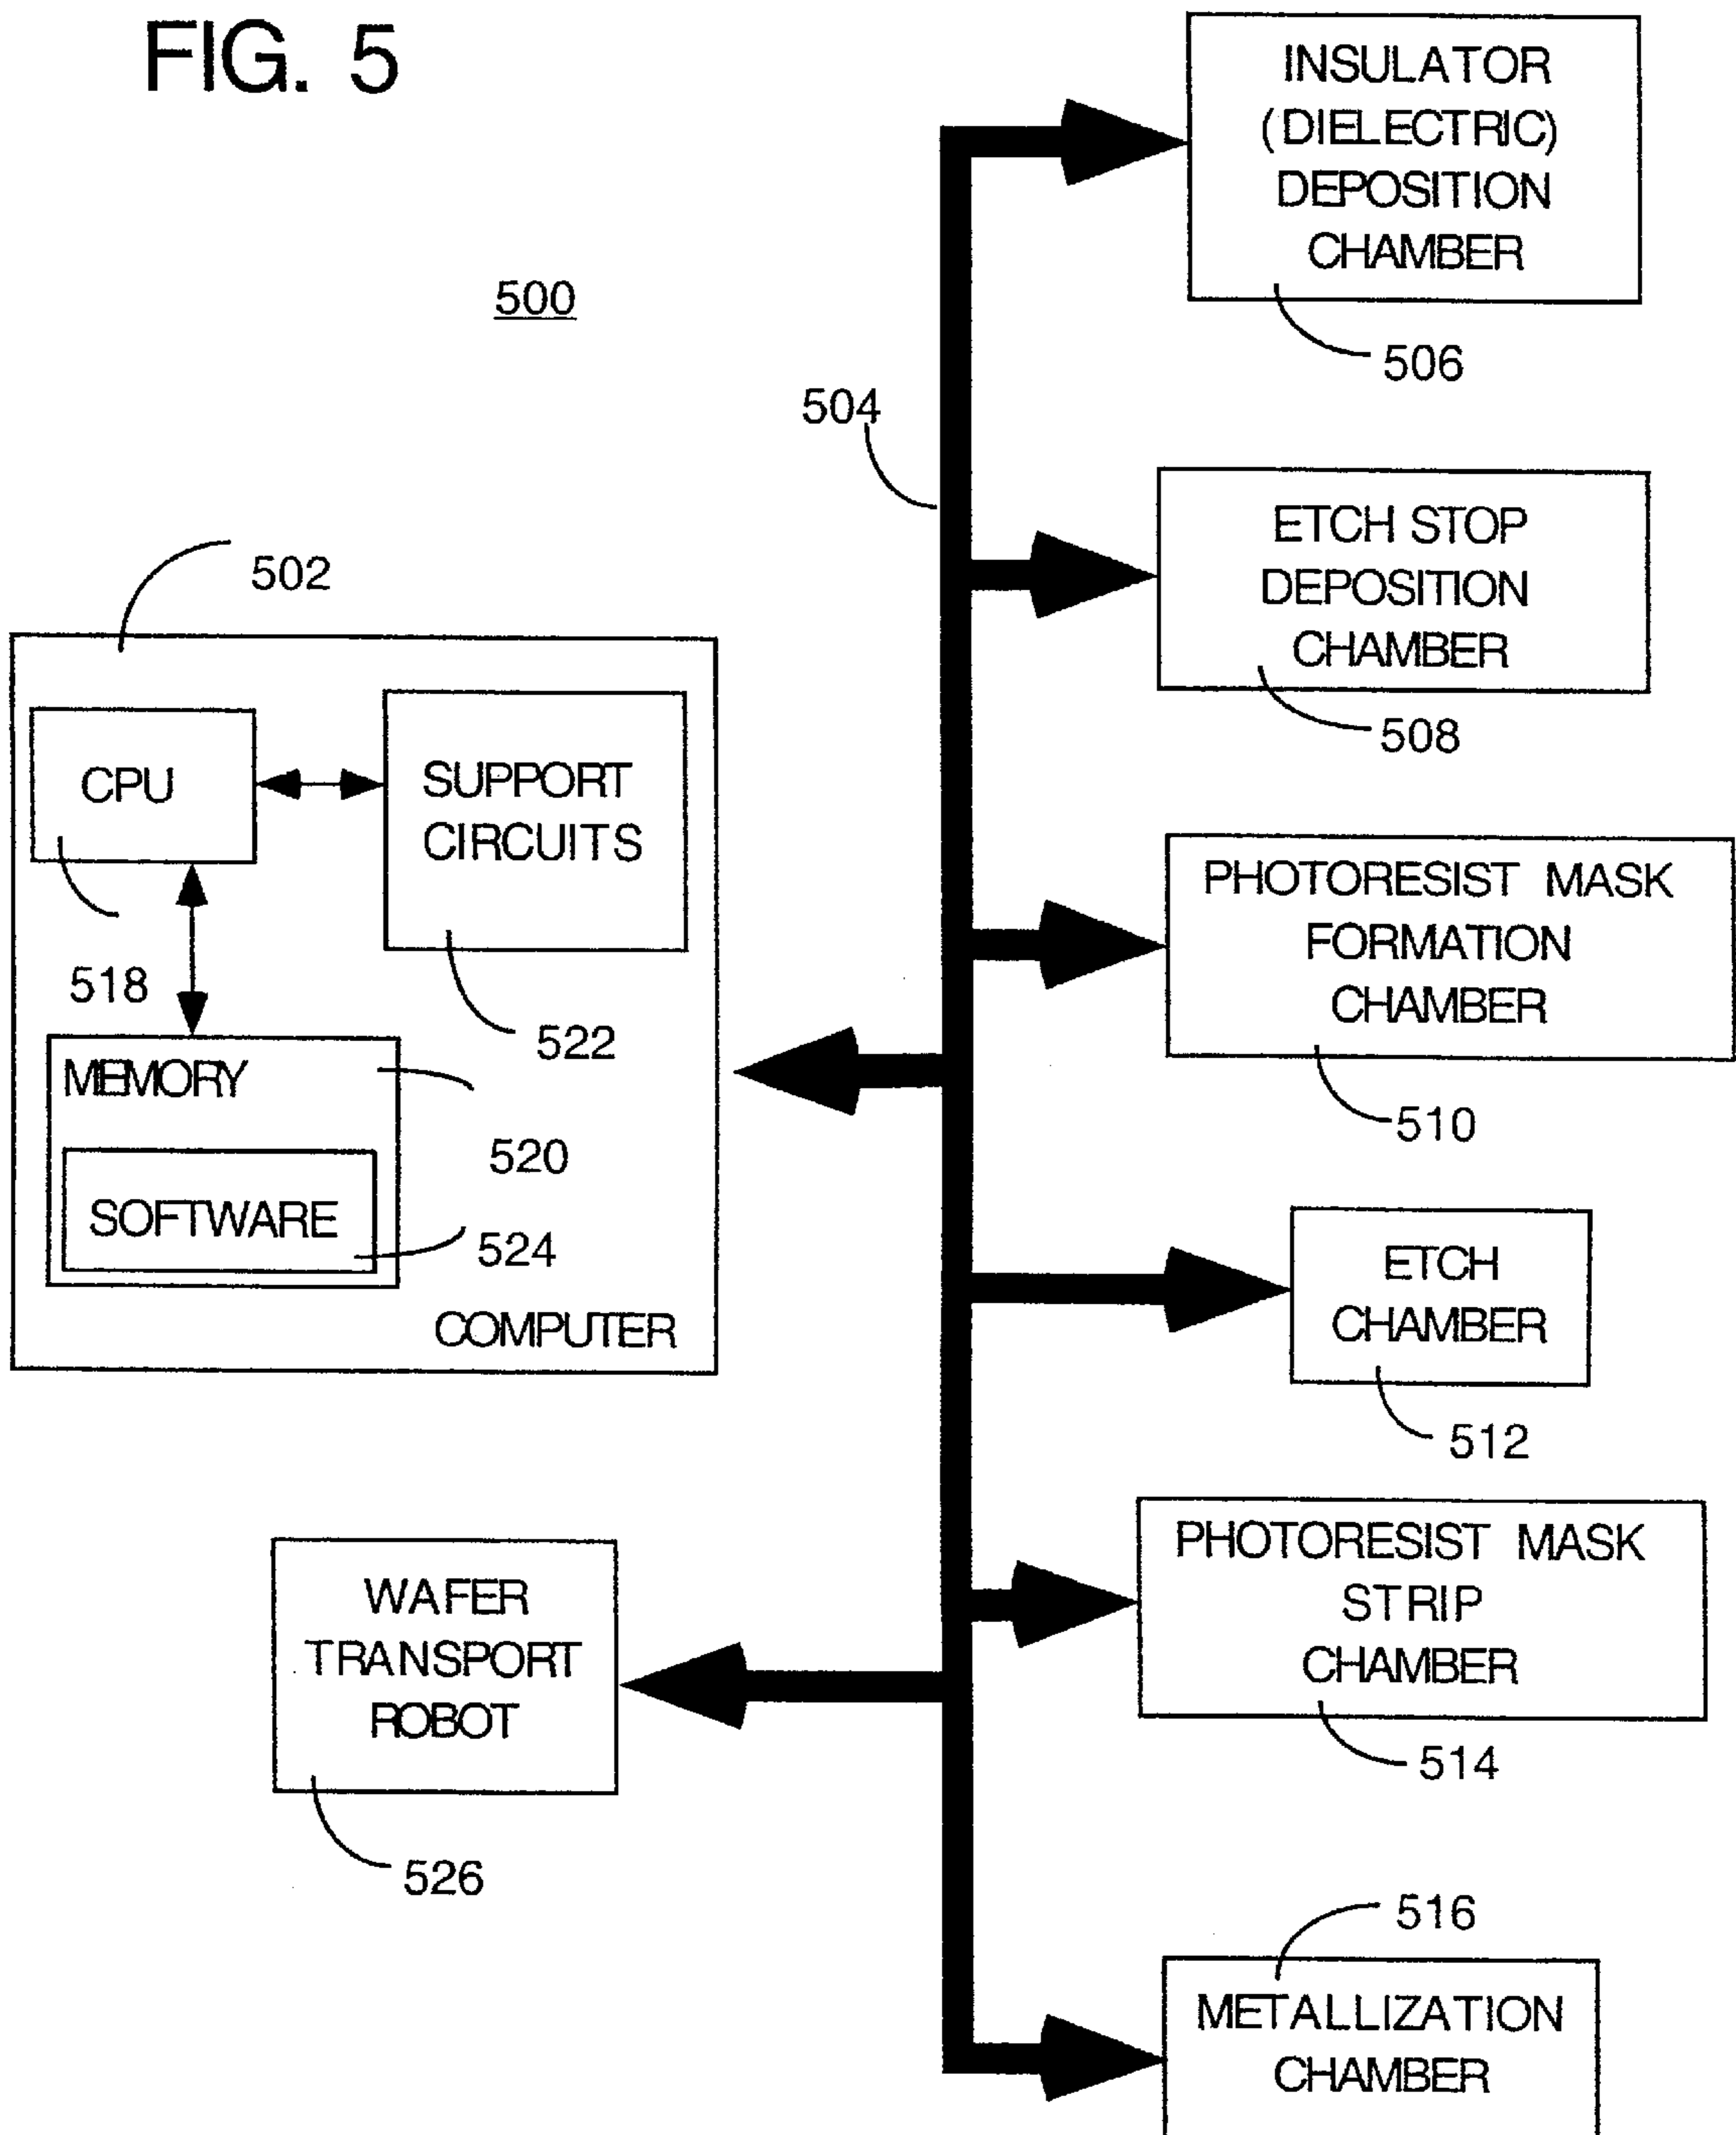 FIG. 5
500
INSULATOR
(DIELECTRIC)
DEPOSITION
CHAMBER
506
504
ETCH STOP
DEPOSITION
CHAMBER
508
502
CPU
518
SUPPORT
CIRCUITS
522
MEMORY
520
SOFTWARE
524
COMPUTER
PHOTORESIST MASK
FORMATION
CHAMBER
510
ETCH
CHAMBER
512
PHOTORESIST MASK
STRIP
CHAMBER
514
WAFER
TRANSPORT
ROBOT
526
516
METALLIZATION
CHAMBER